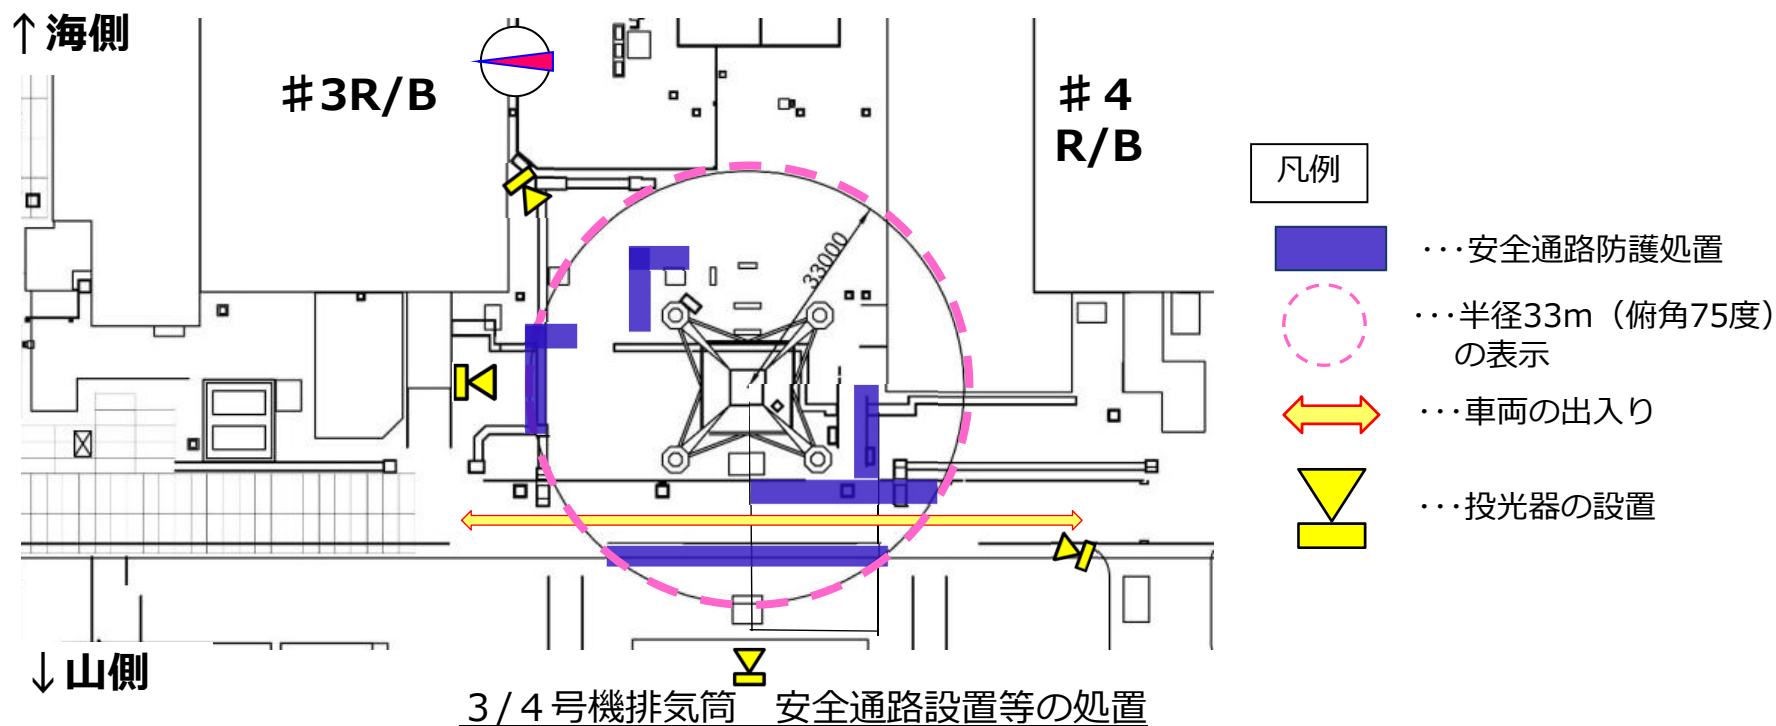 ↑海側
♯3R/B
♯4
R/B
33000
凡例
･･･安全通路防護処置
･･･半径33m（俯角75度）
の表示
･･･車両の出入り
･･･投光器の設置
↓山側
3/4号機排気筒　安全通路設置等の処置